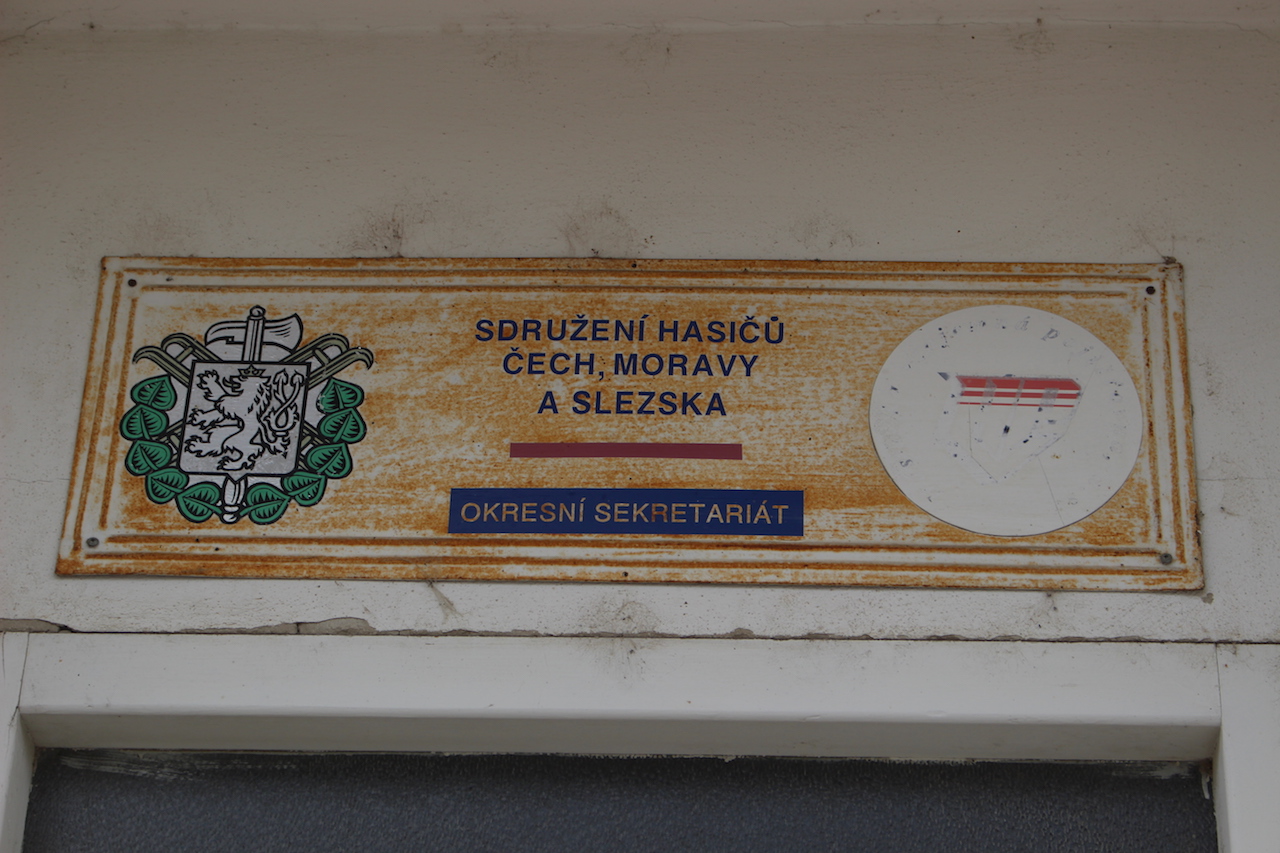 SDRUŽENÍ HASIČŮ
ČECH, MORAVY
A SLEZSKA
OKRESNÍ SEKRETARIÁT